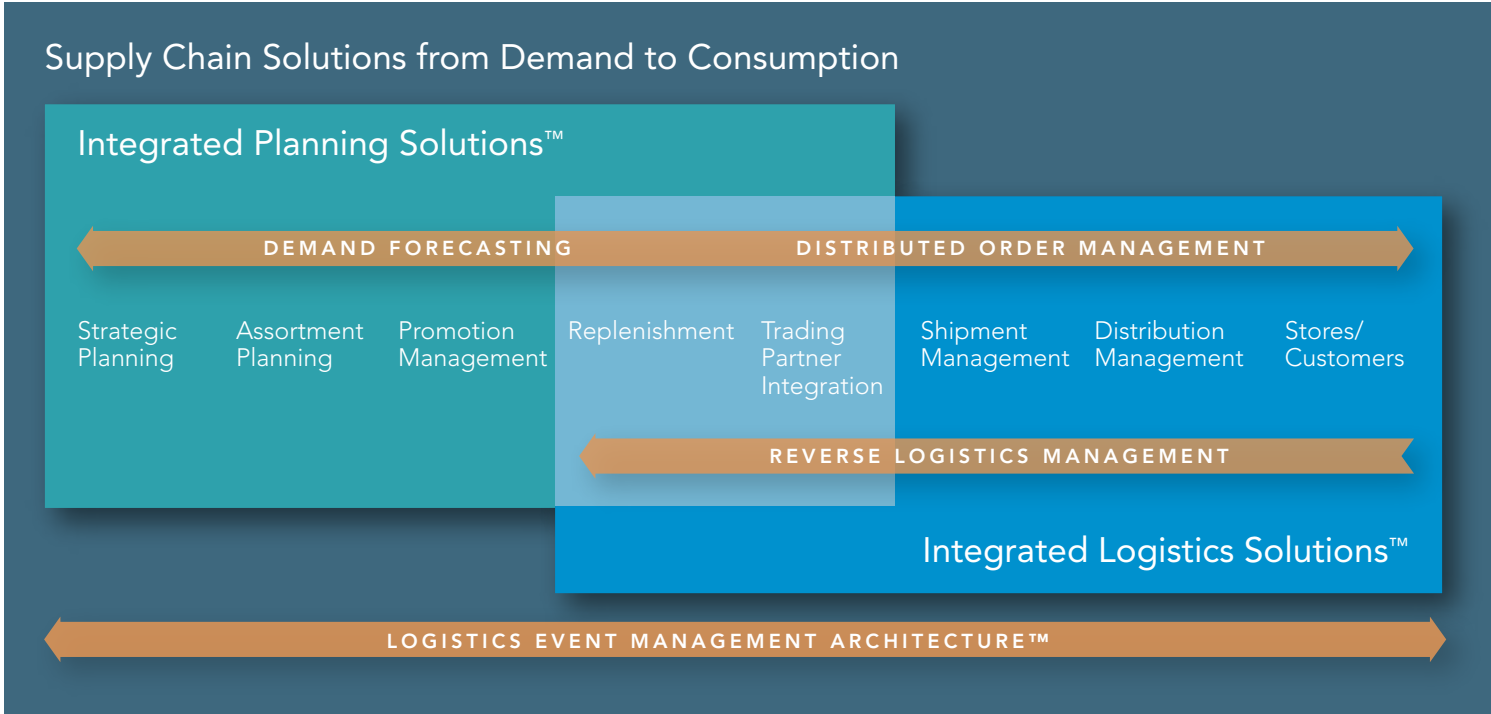 Supply Chain Solutions from Demand to Consumption
Integrated Planning Solutions™
DEMAND FORECASTING
DISTRIBUTED ORDER MANAGEMENT
Strategic
Planning
Assortment
Planning
Promotion
Management
Replenishment
Trading
Partner
Integration
Shipment
Management
Distribution
Management
Stores/
Customers
REVERSE LOGISTICS MANAGEMENT
Integrated Logistics Solutions™
LOGISTICS EVENT MANAGEMENT ARCHITECTURE™